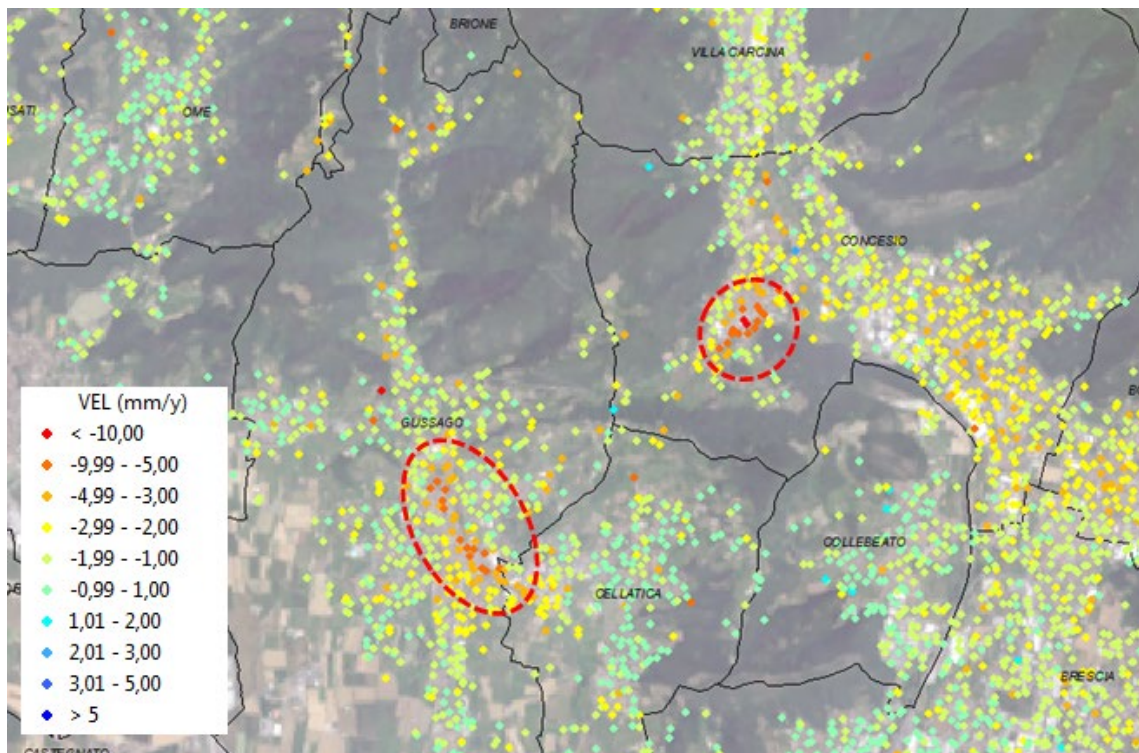 BRIONE
VILLA CARCINA
OME
CONCESIO
GUSSAGO
COLLEBEATO
CELLATICA
BRESCIA
VEL (mm/y)
< -10,00
-9,99 - -5,00
-4,99 - -3,00
-2,99 - -2,00
-1,99 - -1,00
-0,99 - 1,00
1,01 - 2,00
2,01 - 3,00
3,01 - 5,00
> 5